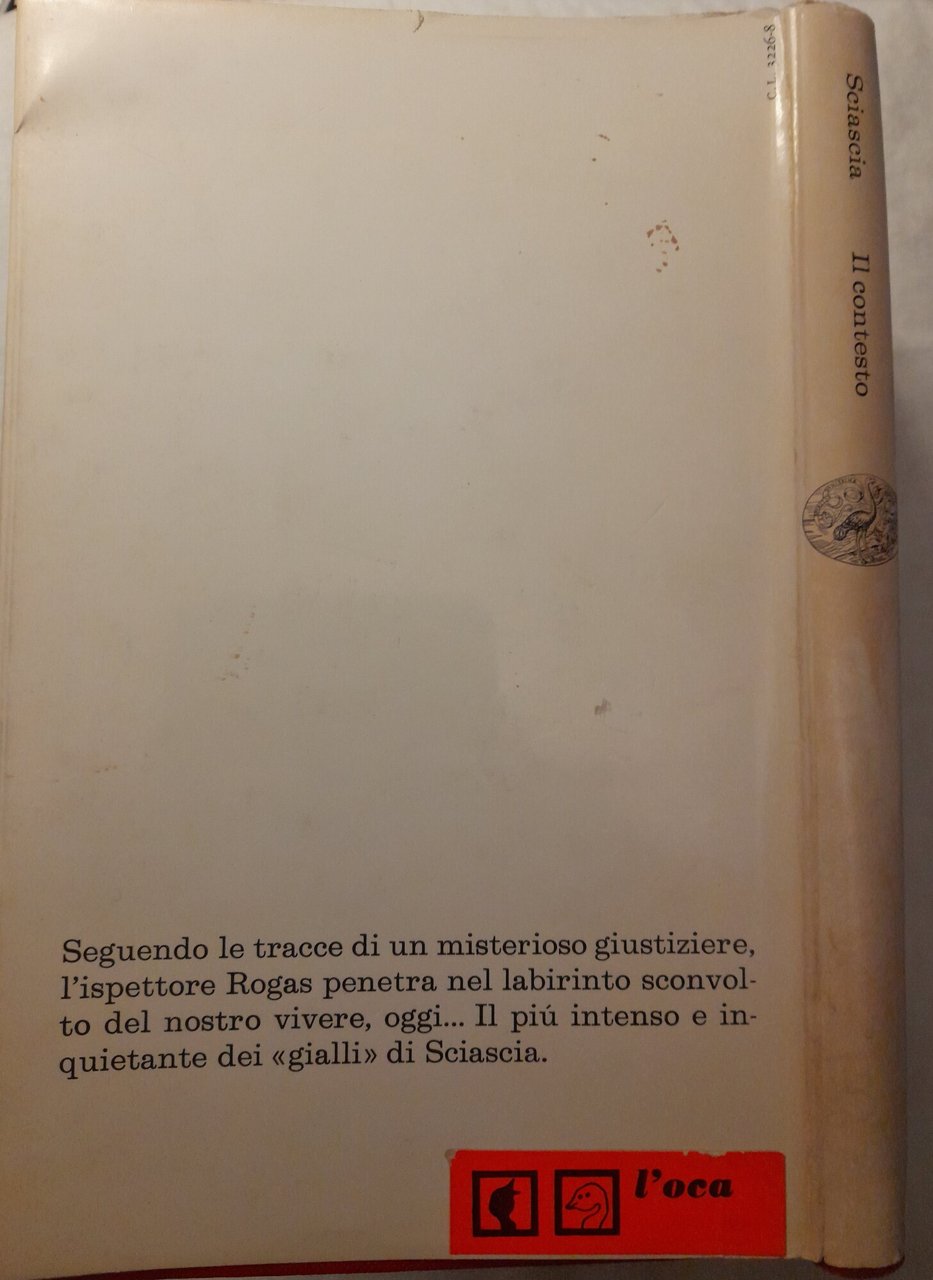 C.L. 3226-8
Sciascia Il contesto
Seguendo le tracce di un misterioso giustiziere,
l'ispettore Rogas penetra nel labirinto sconvol-
to del nostro vivere, oggi... Il piú intenso e in-
quietante dei «gialli» di Sciascia.
l'oca